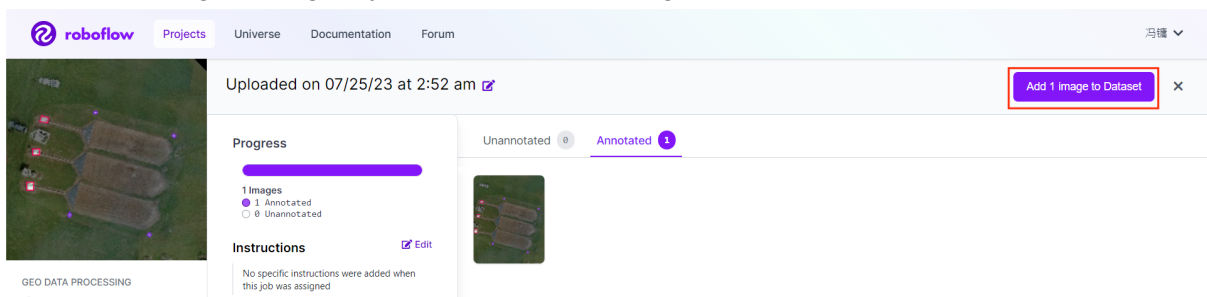 roboflow Projects Universe Documentation Forum 冯镛
Uploaded on 07/25/23 at 2:52 am
Add 1 image to Dataset
Progress
Unannotated 0 Annotated 1
1 Images
1 Annotated
0 Unannotated
Instructions Edit
No specific instructions were added when
this job was assigned
GEO DATA PROCESSING